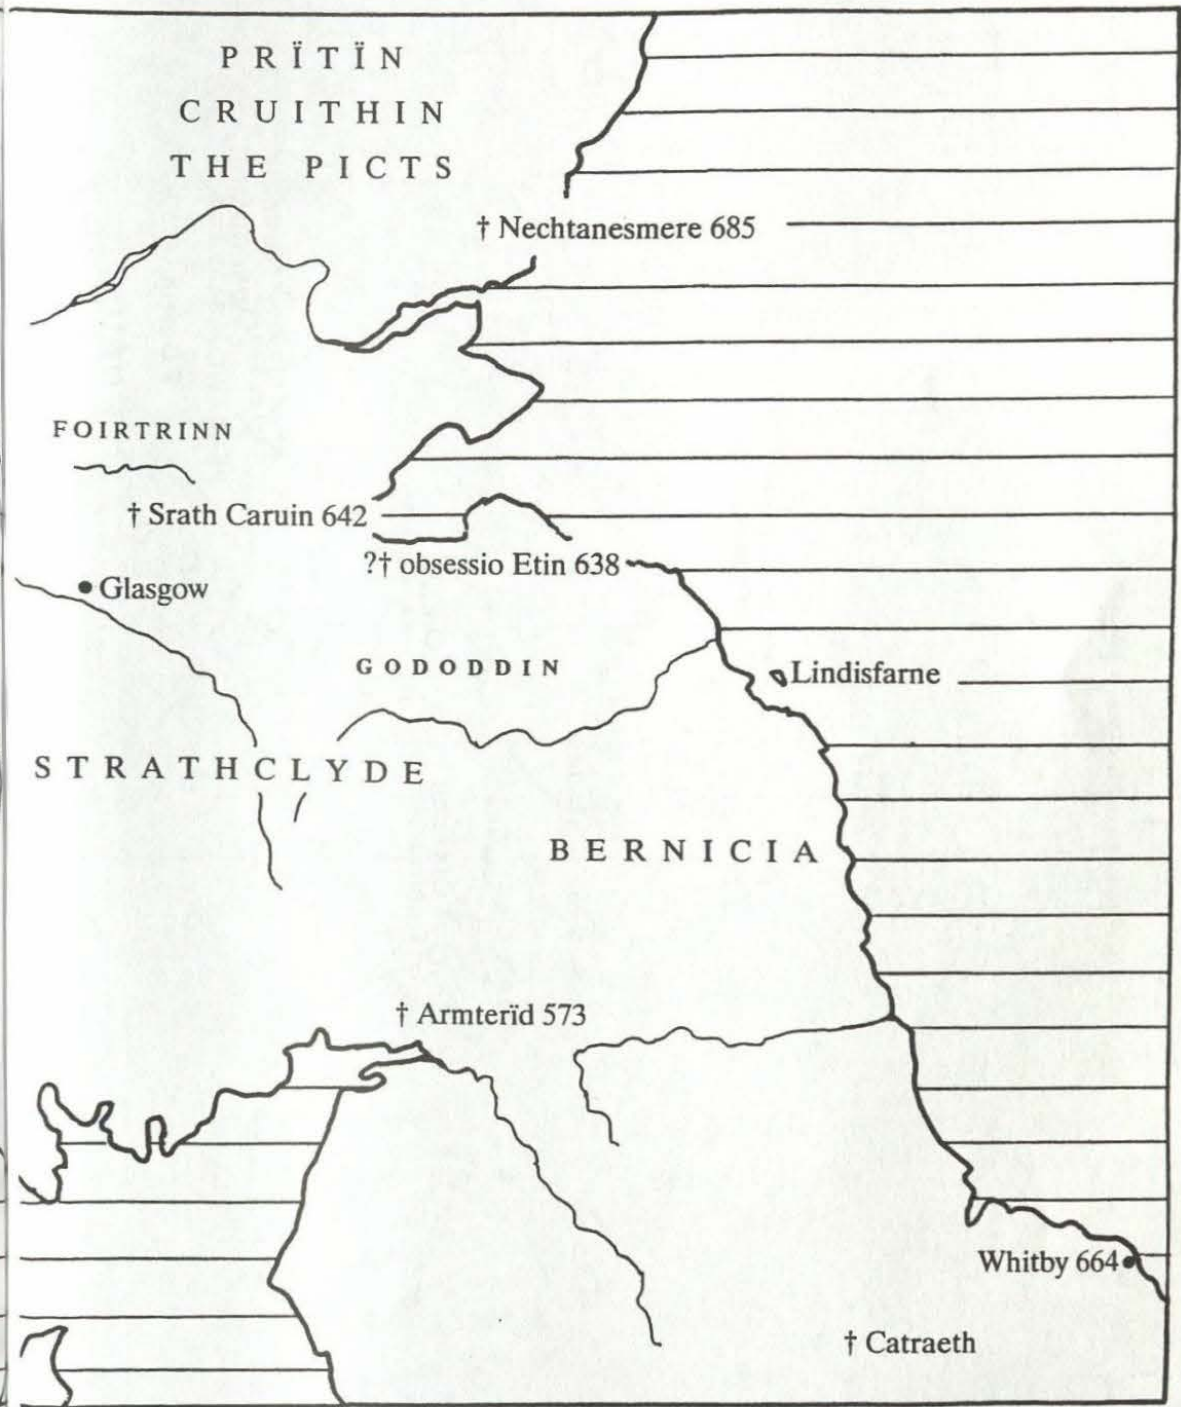 PRÏTÏN
CRUITHIN
THE PICTS
† Nechtanesmere 685
FOIRTRINN
† Srath Caruin 642
?† obsessio Etin 638
Glasgow
GODODDIN
Lindisfarne
STRATHCLYDE
BERNICIA
† Armterïd 573
Whitby 664
† Catraeth